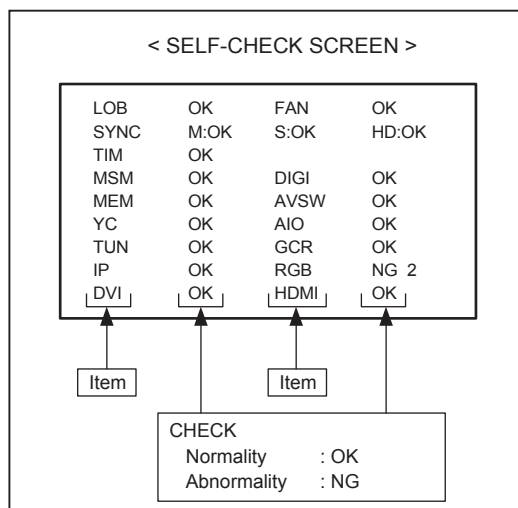 < SELF-CHECK SCREEN >
LOB OK FAN OK
SYNC M:OK S:OK HD:OK
TIM OK
MSM OK DIGI OK
MEM OK AVSW OK
YC OK AIO OK
TUN OK GCR OK
IP OK RGB NG 2
DVI OK HDMI OK
Item Item
CHECK
Normality : OK
Abnormality : NG